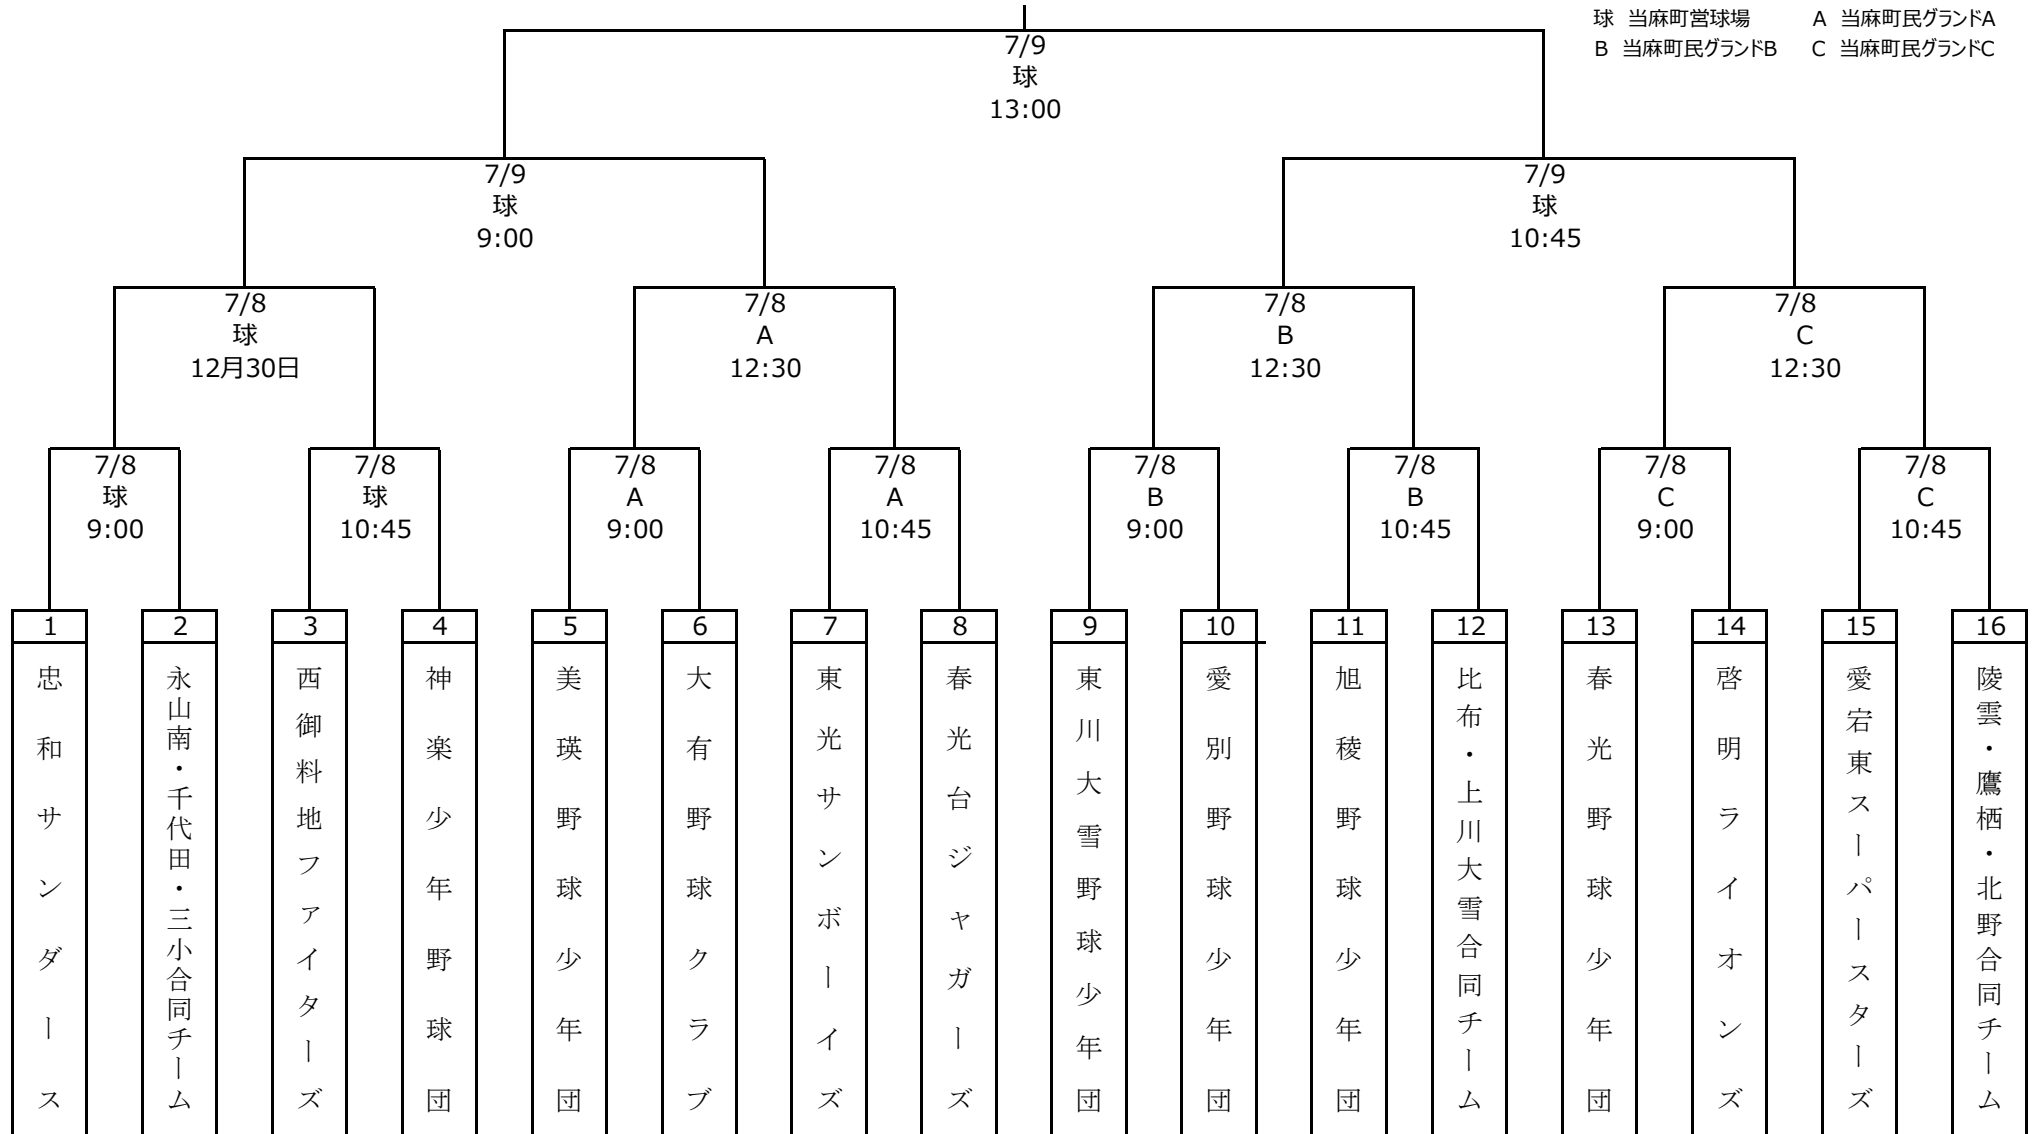 球 当麻町営球場 A 当麻町民グランドA
B 当麻町民グランドB C 当麻町民グランドC
7/9
球
13:00
7/9
球
9:00
7/9
球
10:45
7/8
球
12月30日
7/8
A
12:30
7/8
B
12:30
7/8
C
12:30
7/8
球
9:00
7/8
球
10:45
7/8
A
9:00
7/8
A
10:45
7/8
B
9:00
7/8
B
10:45
7/8
C
9:00
7/8
C
10:45
1
忠和サンダース
2
永山南・千代田・三小合同チーム
3
西御料地ファイターズ
4
神楽少年野球団
5
美瑛野球少年団
6
大有野球クラブ
7
東光サンボーイズ
8
春光台ジャガーズ
9
東川大雪野球少年団
10
愛別野球少年団
11
旭稜野球少年団
12
比布・上川大雪合同チーム
13
春光野球少年団
14
啓明ライオンズ
15
愛宕東スーパースターズ
16
陵雲・鷹栖・北野合同チーム